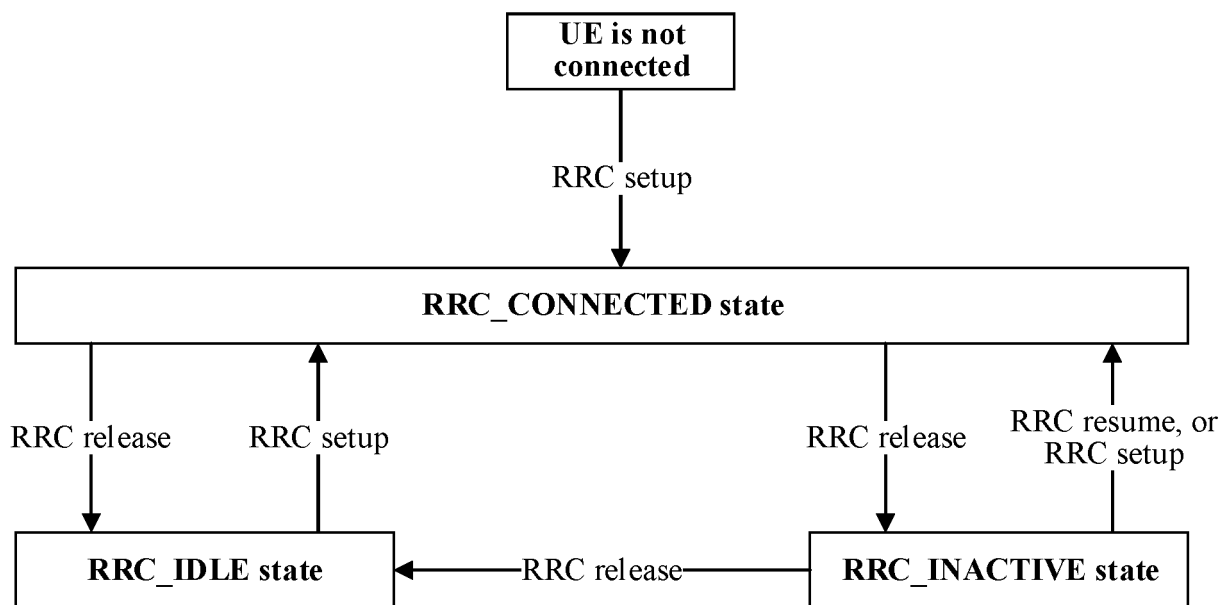 UE is not
connected
RRC setup
RRC_CONNECTED state
RRC release
RRC setup
RRC release
RRC resume, or
RRC setup
RRC_IDLE state
RRC release
RRC_INACTIVE state